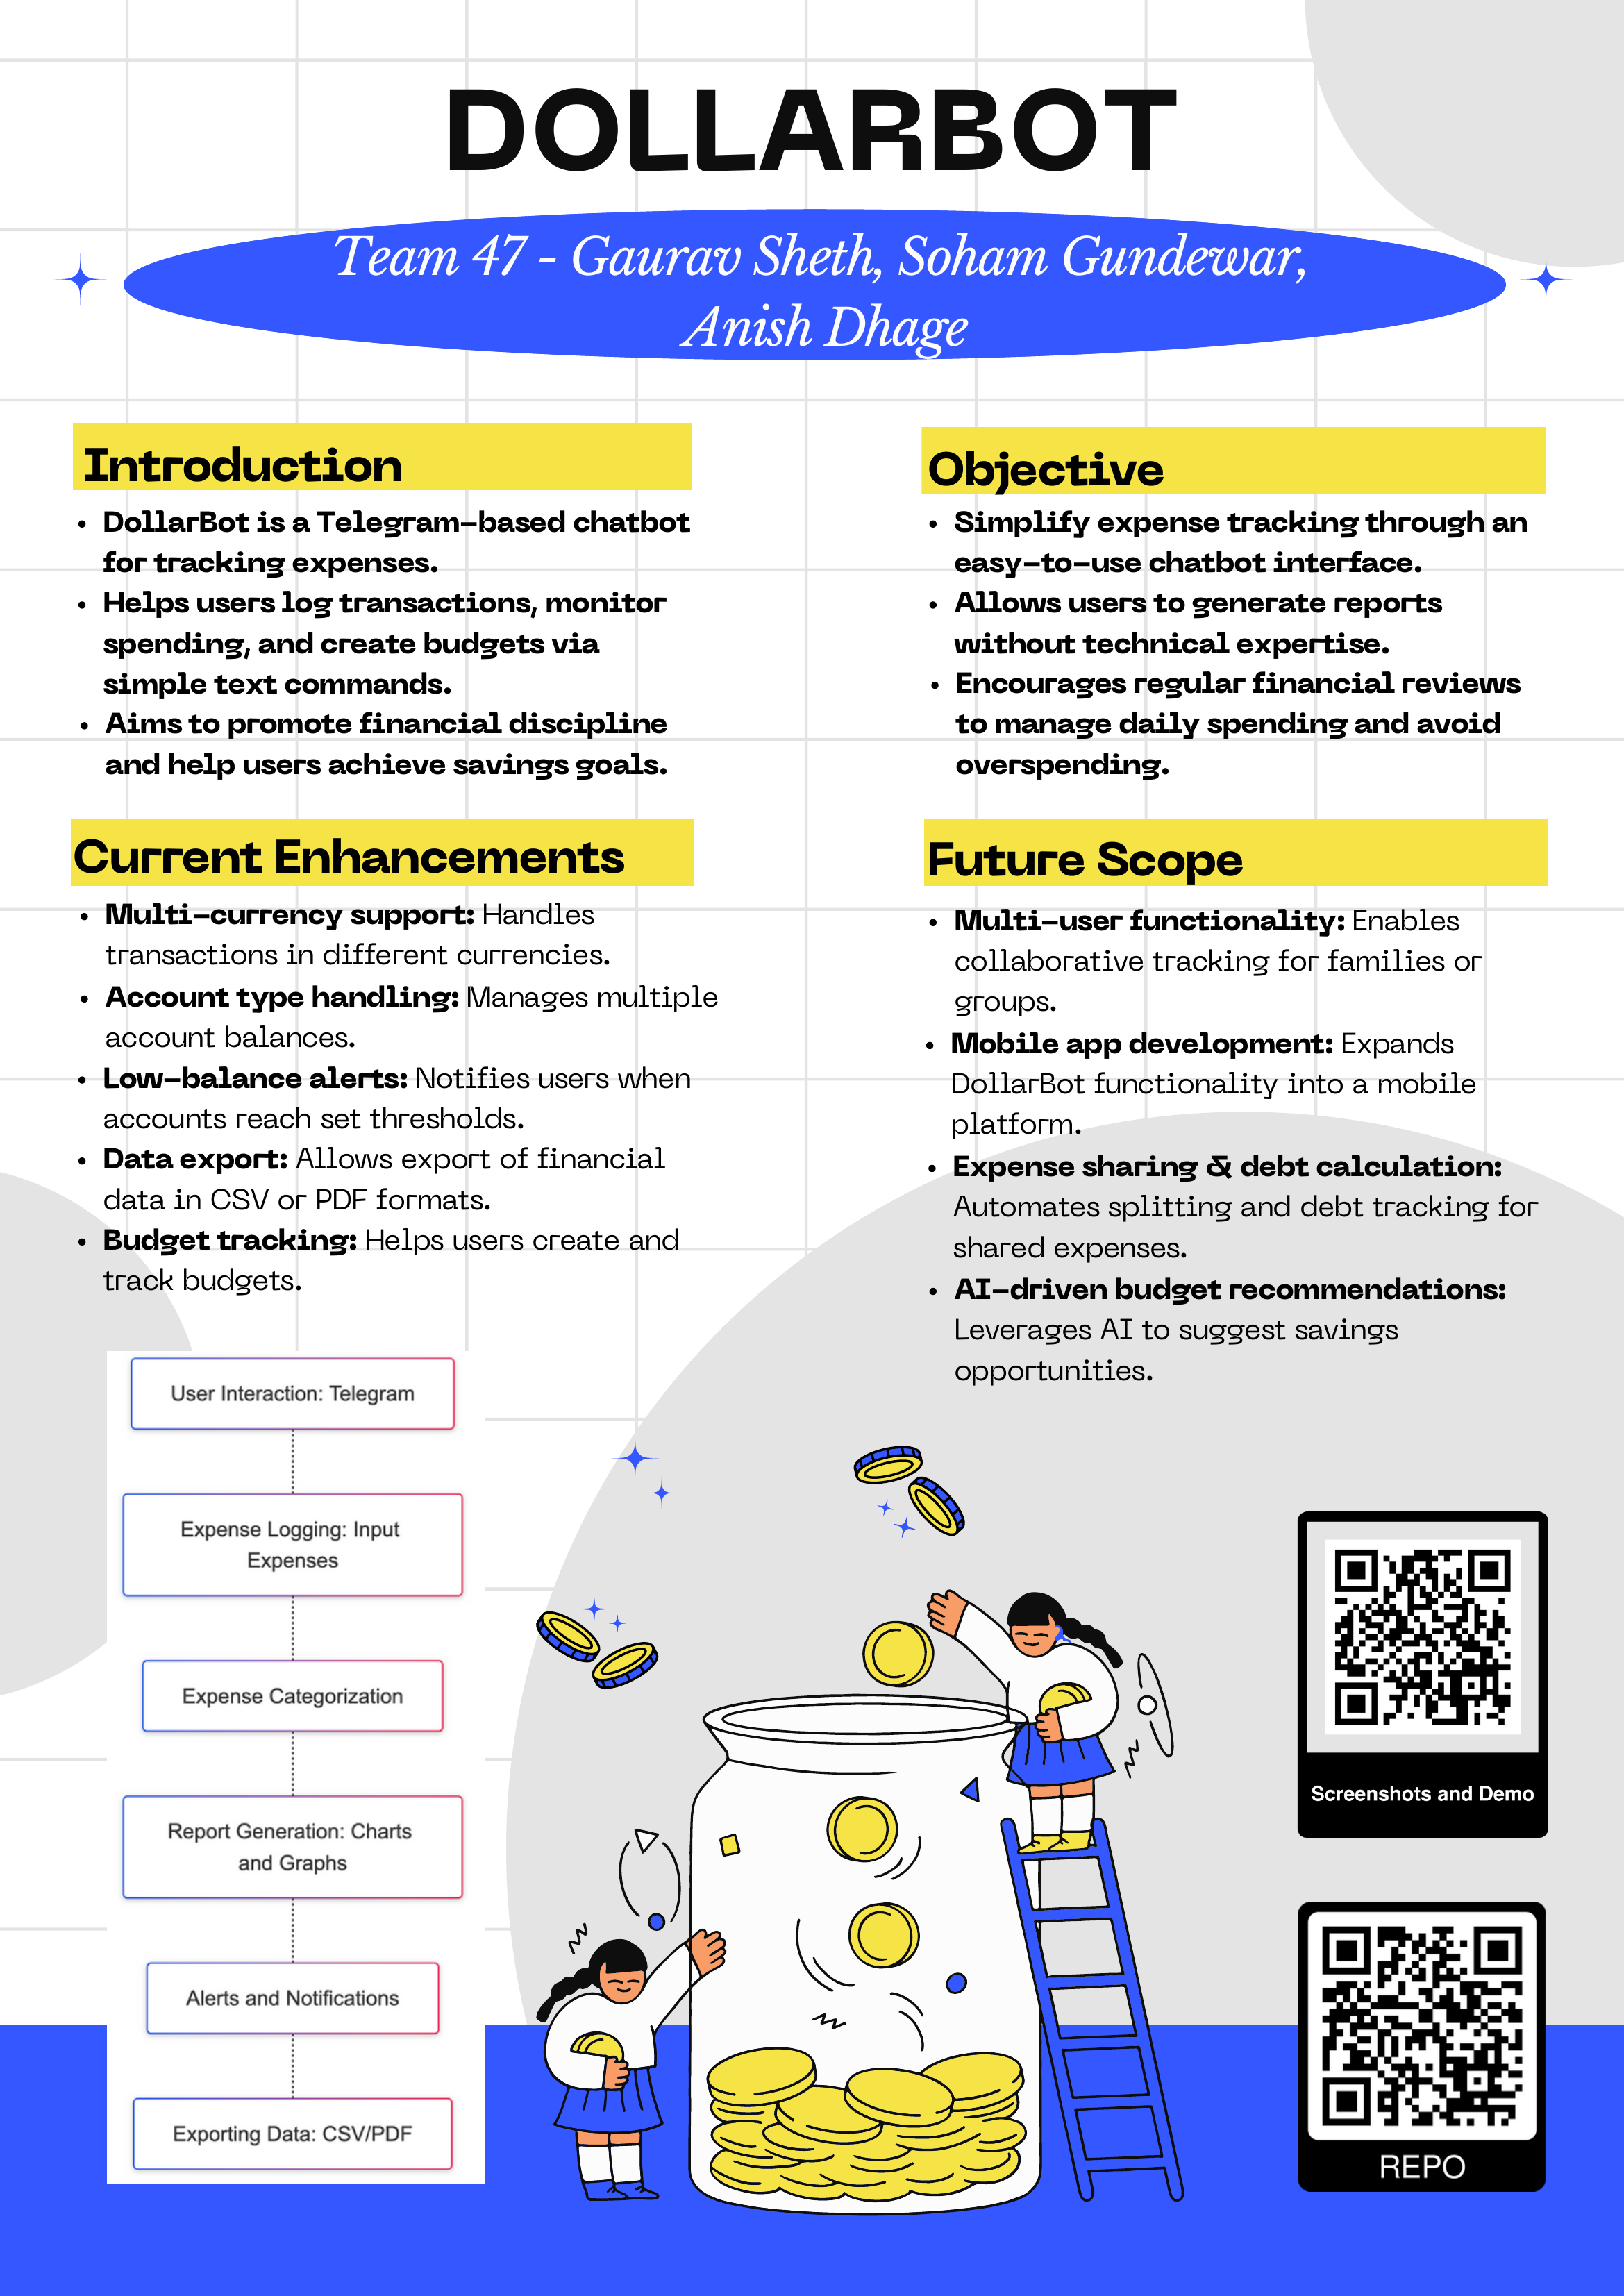 DOLLARBOT
Team 47 - Gaurav Sheth, Soham Gundewar,
Anish Dhage
Introduction
• DollarBot is a Telegram-based chatbot
for tracking expenses.
• Helps users log transactions, monitor
spending, and create budgets via
simple text commands.
• Aims to promote financial discipline
and help users achieve savings goals.
Objective
• Simplify expense tracking through an
easy-to-use chatbot interface.
• Allows users to generate reports
without technical expertise.
• Encourages regular financial reviews
to manage daily spending and avoid
overspending.
Current Enhancements
• Multi-currency support: Handles
transactions in different currencies.
• Account type handling: Manages multiple
account balances.
• Low-balance alerts: Notifies users when
accounts reach set thresholds.
• Data export: Allows export of financial
data in CSV or PDF formats.
• Budget tracking: Helps users create and
track budgets.
Future Scope
• Multi-user functionality: Enables
collaborative tracking for families or
groups.
• Mobile app development: Expands
DollarBot functionality into a mobile
platform.
• Expense sharing & debt calculation:
Automates splitting and debt tracking for
shared expenses.
• AI-driven budget recommendations:
Leverages AI to suggest savings
opportunities.
User Interaction: Telegram
Expense Logging: Input
Expenses
Expense Categorization
Report Generation: Charts
and Graphs
Alerts and Notifications
Exporting Data: CSV/PDF
Screenshots and Demo
REPO